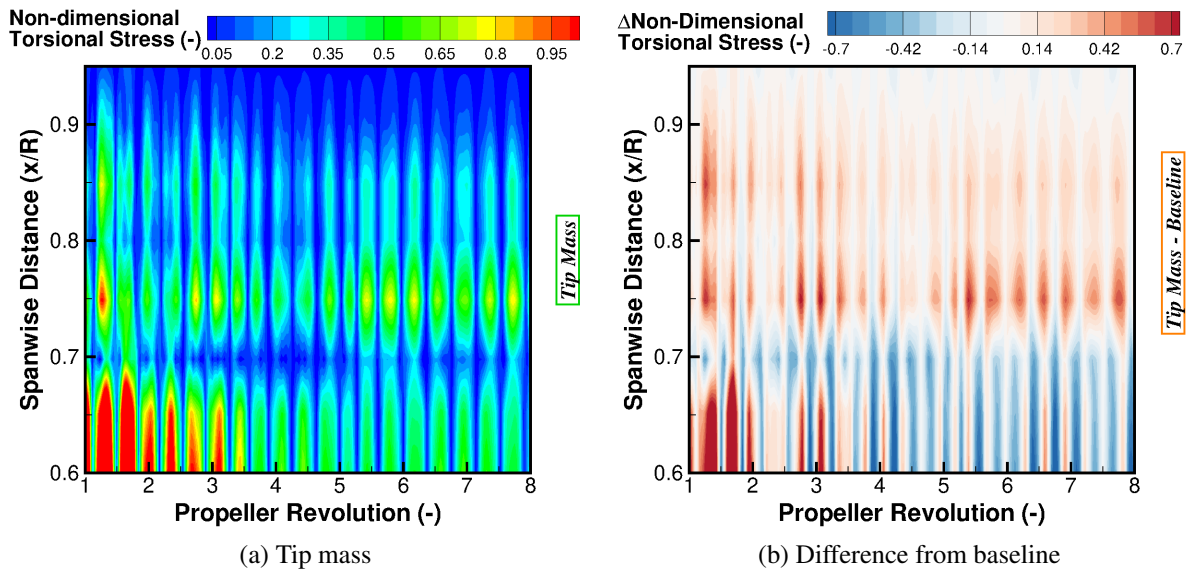 Non-dimensional
Torsional Stress (-)
0.05 0.2 0.35 0.5 0.65 0.8 0.95
Spanwise Distance (x/R)
0.9
0.8
0.7
0.6
1 2 3 4 5 6 7 8
Propeller Revolution (-)
Tip Mass
(a) Tip mass
ΔNon-Dimensional
Torsional Stress (-)
-0.7 -0.42 -0.14 0.14 0.42 0.7
Spanwise Distance (x/R)
0.9
0.8
0.7
0.6
1 2 3 4 5 6 7 8
Propeller Revolution (-)
Tip Mass - Baseline
(b) Difference from baseline